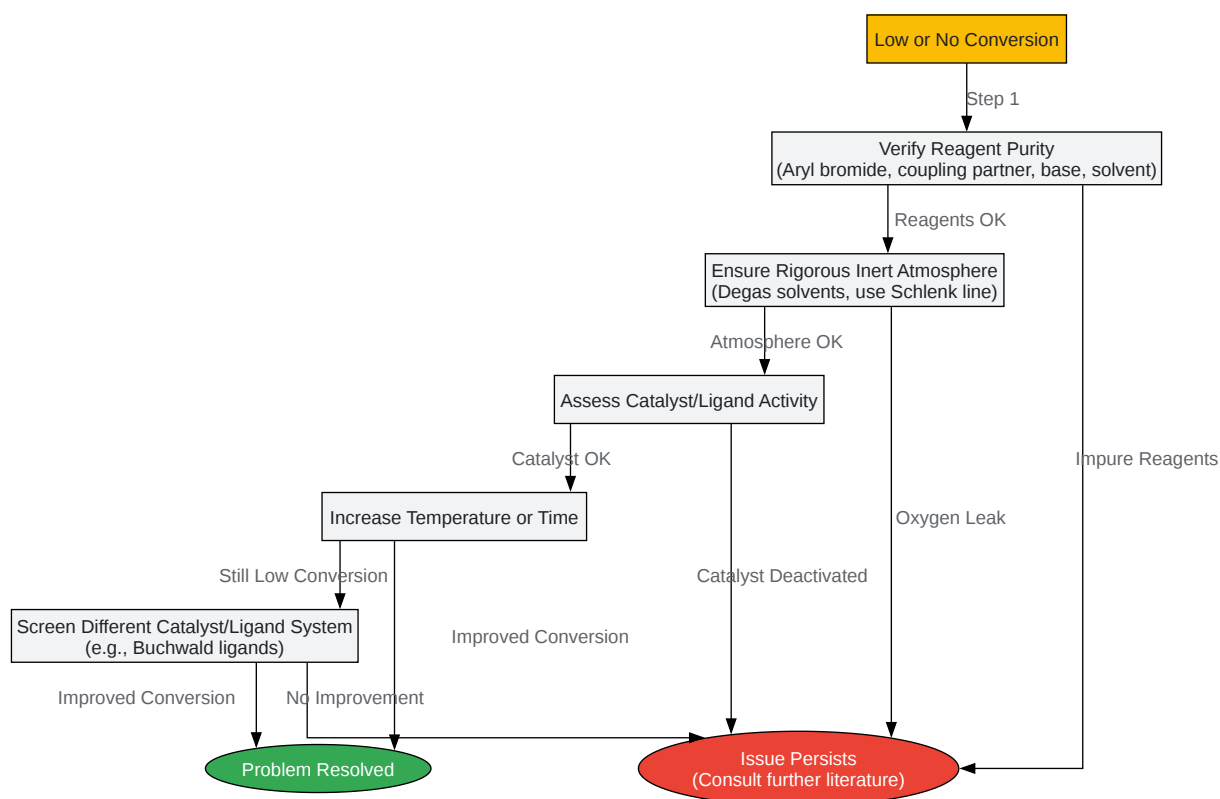 Low or No Conversion
Step 1
Verify Reagent Purity
(Aryl bromide, coupling partner, base, solvent)
Reagents OK
Ensure Rigorous Inert Atmosphere
(Degas solvents, use Schlenk line)
Atmosphere OK
Assess Catalyst/Ligand Activity
Catalyst OK
Impure Reagents
Increase Temperature or Time
Oxygen Leak
Still Low Conversion
Catalyst Deactivated
Screen Different Catalyst/Ligand System
(e.g., Buchwald ligands)
Improved Conversion
Improved Conversion
No Improvement
Problem Resolved
Issue Persists
(Consult further literature)